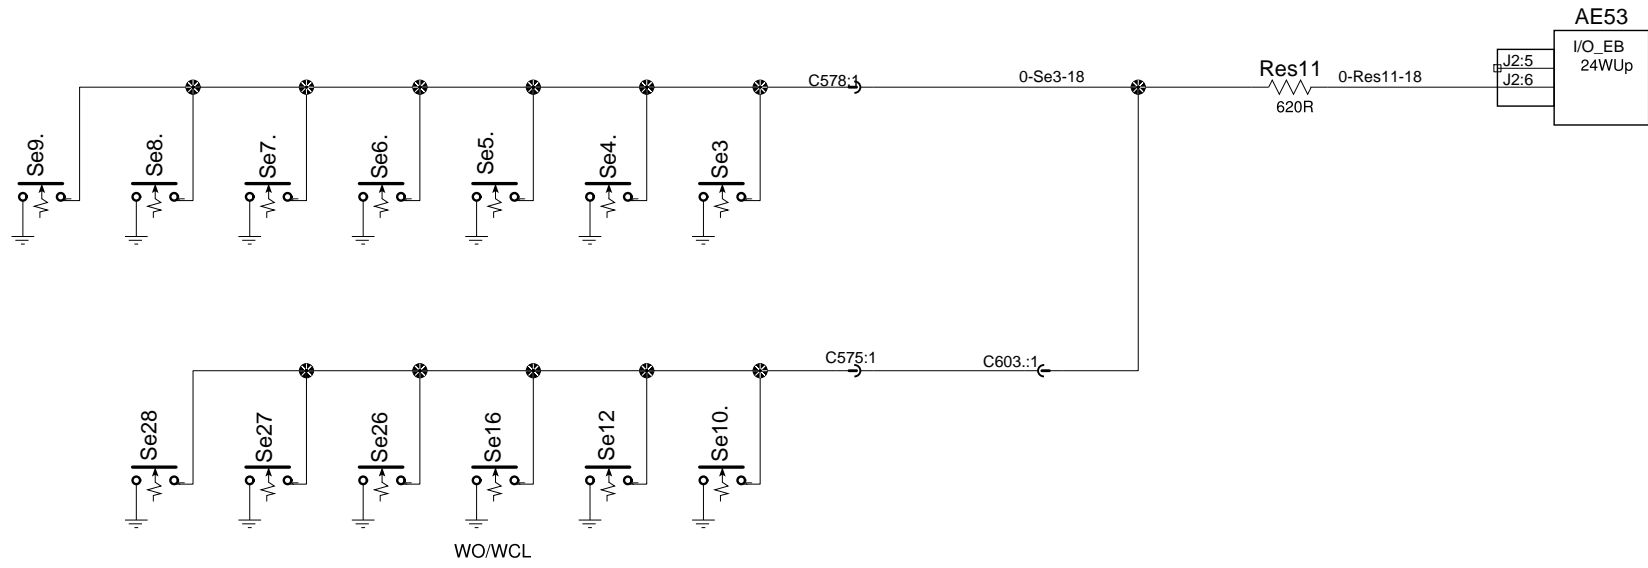 AE53
I/O_EB
24WUp
J2:5
J2:6
C578:1
0-Se3-18
Res11
620R
0-Res11-18
Se9.
Se8.
Se7.
Se6.
Se5.
Se4.
Se3
C575:1
C603.:1
Se28
Se27
Se26
Se16
Se12
Se10.
WO/WCL